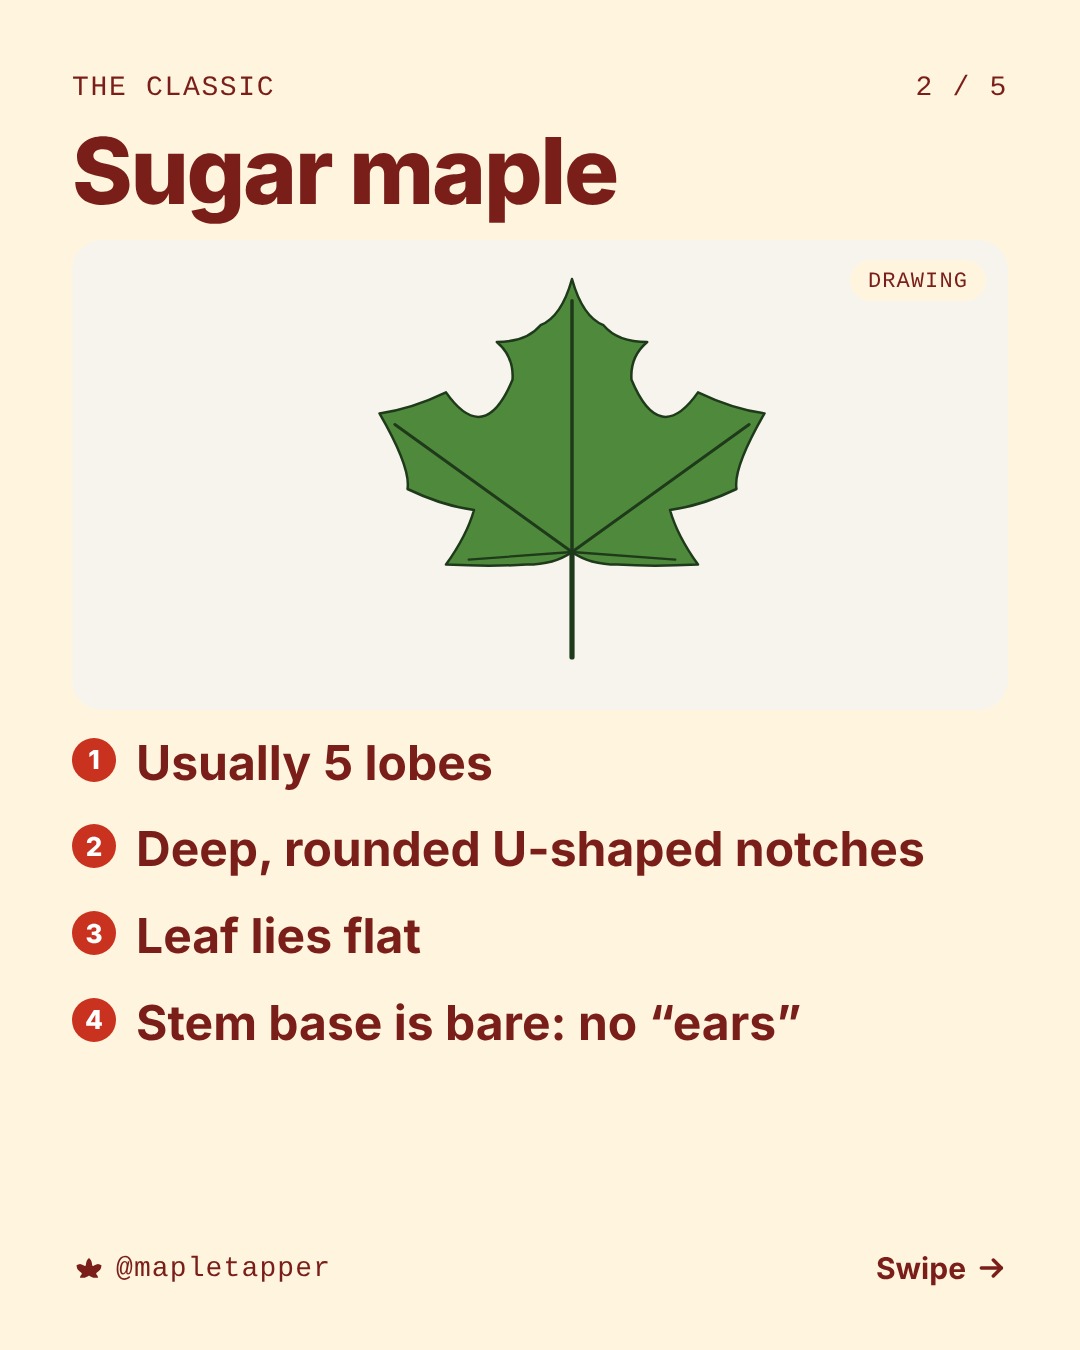 THE CLASSIC
2 / 5
Sugar maple
DRAWING
1 Usually 5 lobes
2 Deep, rounded U-shaped notches
3 Leaf lies flat
4 Stem base is bare: no “ears”
@mapletapper
Swipe →